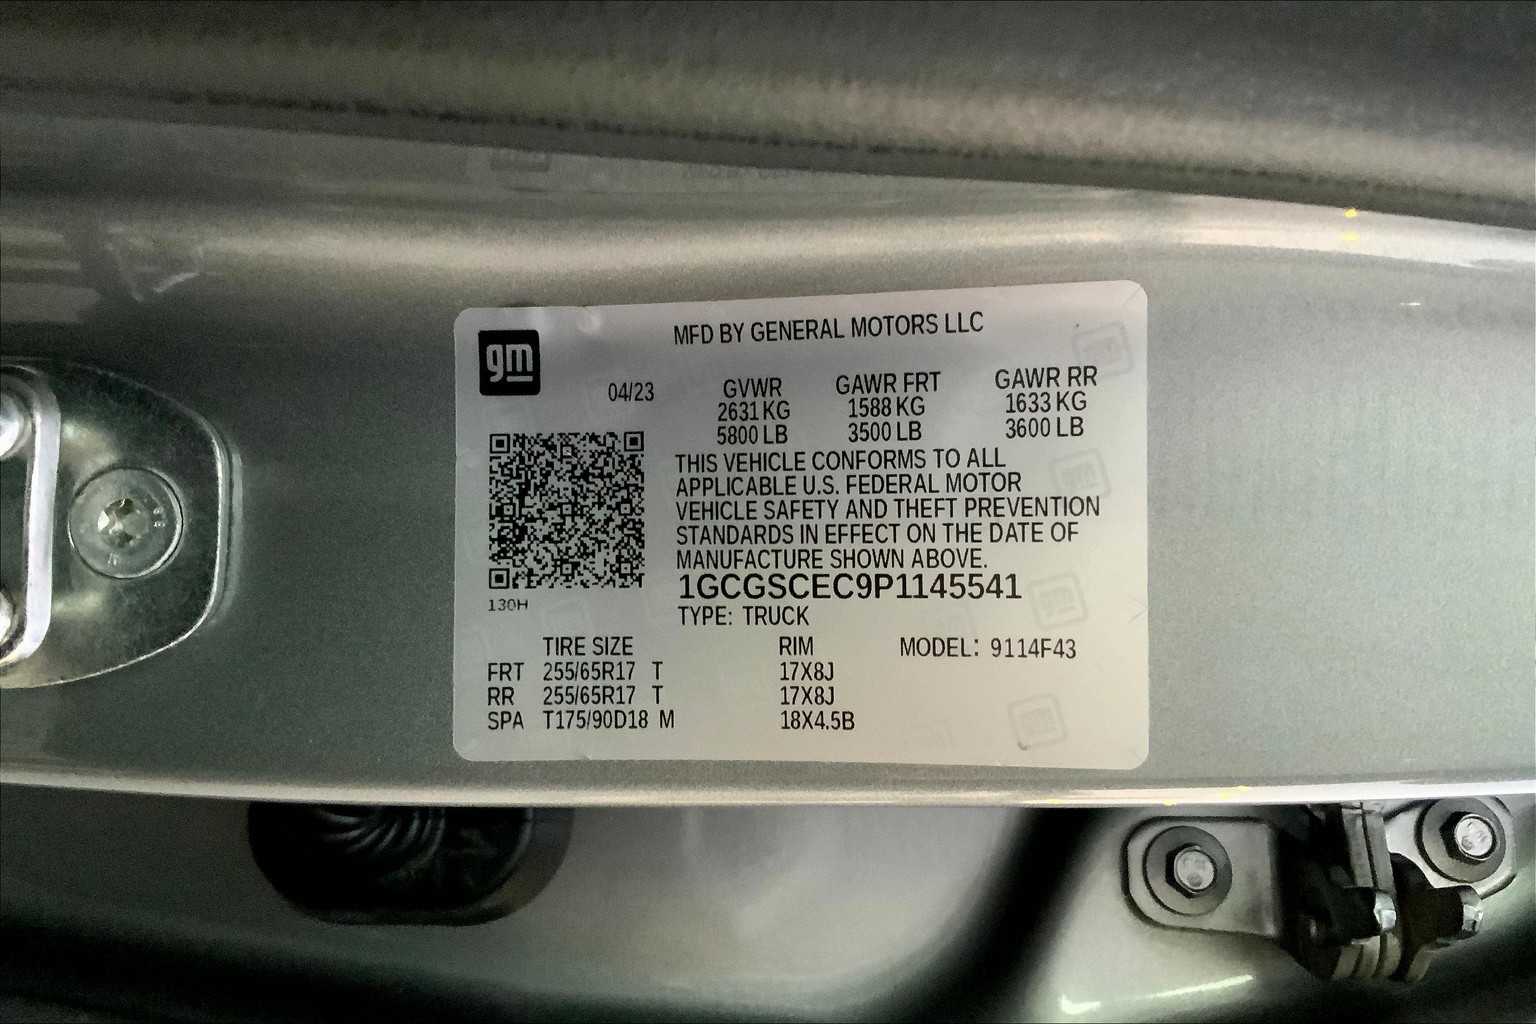 MFD BY GENERAL MOTORS LLC
gm
04/23 GVWR GAWR FRT GAWR RR
2631 KG 1588 KG 1633 KG
5800 LB 3500 LB 3600 LB
THIS VEHICLE CONFORMS TO ALL
APPLICABLE U.S. FEDERAL MOTOR
VEHICLE SAFETY AND THEFT PREVENTION
STANDARDS IN EFFECT ON THE DATE OF
MANUFACTURE SHOWN ABOVE.
1GCGSCEC9P1145541
130H
TYPE: TRUCK
TIRE SIZE RIM MODEL: 9114F43
FRT 255/65R17 T 17X8J
RR 255/65R17 T 17X8J
SPA T175/90D18 M 18X4.5B